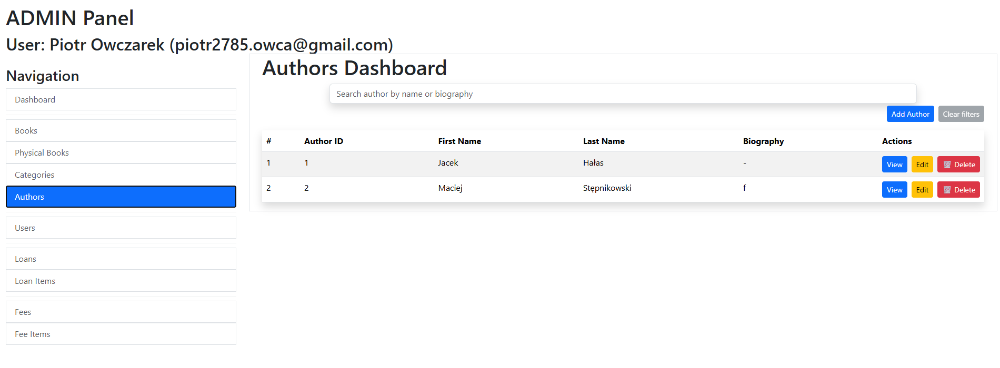 ADMIN Panel
User: Piotr Owczarek (piotr2785.owca@gmail.com)
Navigation
Dashboard
Books
Physical Books
Categories
Authors
Users
Loans
Loan Items
Fees
Fee Items
Authors Dashboard
Search author by name or biography
Add Author Clear filters
# Author ID First Name Last Name Biography Actions
1 1 Jacek Hałas - View Edit Delete
2 2 Maciej Stępnikowski f View Edit Delete